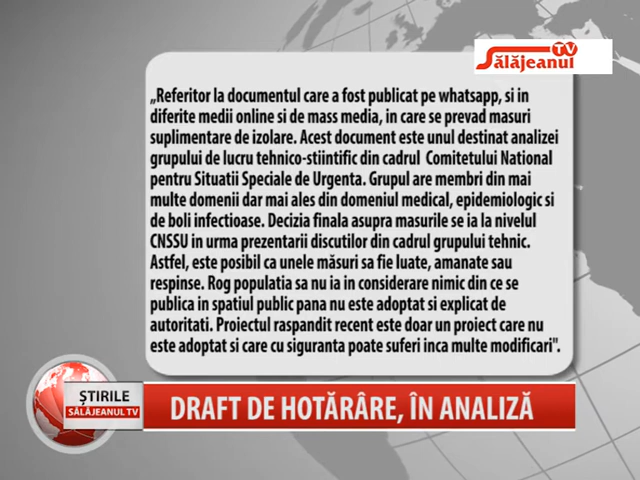 Sălăjeanul TV
„Referitor la documentul care a fost publicat pe whatsapp, si in
diferite medii online si de mass media, in care se prevad masuri
suplimentare de izolare. Acest document este unul destinat analizei
grupului de lucru tehnico-stiintific din cadrul Comitetului National
pentru Situatii Speciale de Urgenta. Grupul are membri din mai
multe domenii dar mai ales din domeniul medical, epidemiologic si
de boli infectioase. Decizia finala asupra masurile se ia la nivelul
CNSSU in urma prezentarii discutilor din cadrul grupului tehnic.
Astfel, este posibil ca unele măsuri sa fie luate, amanate sau
respinse. Rog populatia sa nu ia in considerare nimic din ce se
publica in spatiul public pana nu este adoptat si explicat de
autoritati. Proiectul raspandit recent este doar un proiect care nu
este adoptat si care cu siguranta poate suferi inca multe modificari".
ȘTIRILE
SĂLĂJEANUL TV
DRAFT DE HOTĂRÂRE, ÎN ANALIZĂ